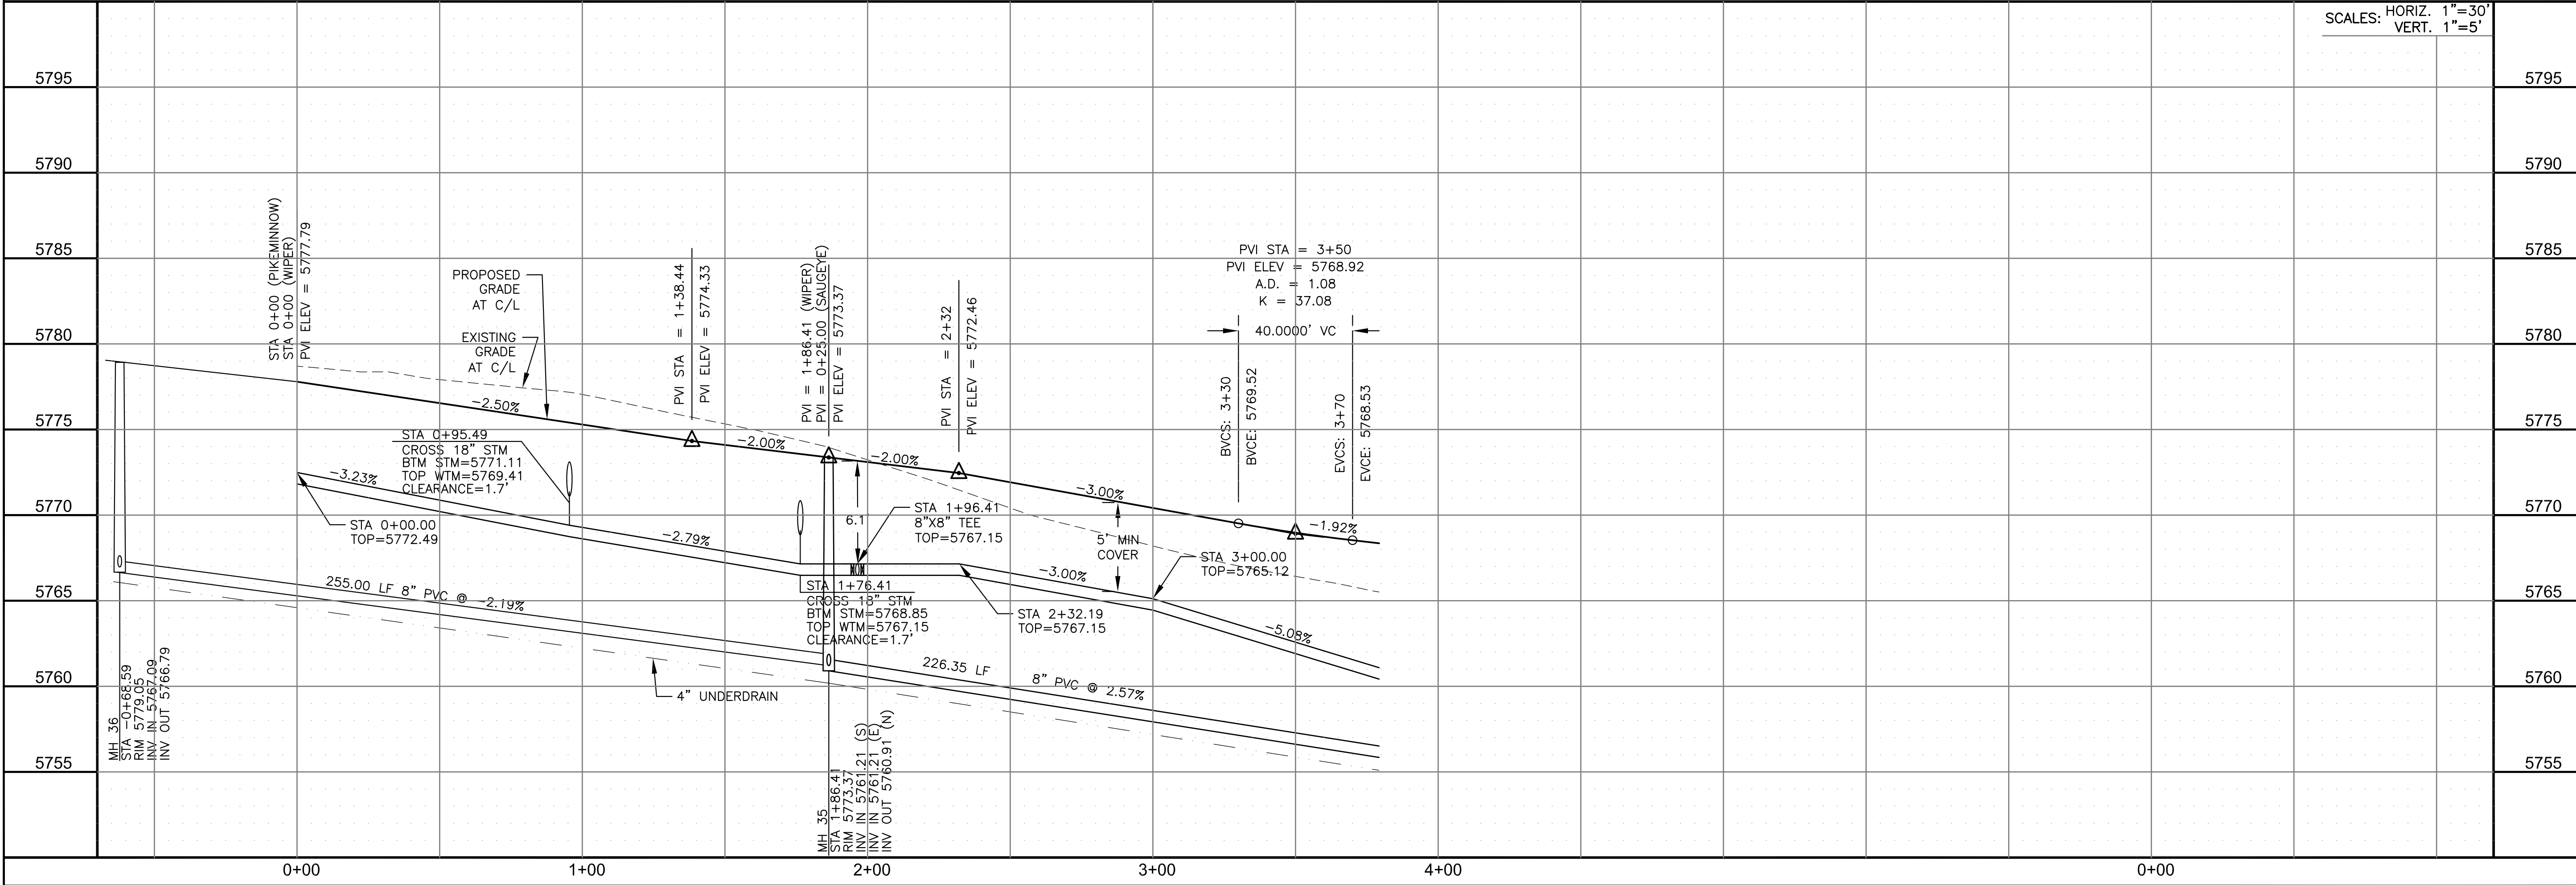 SCALES: HORIZ. 1"=30'
VERT. 1"=5'
5795
5795
5790
5790
5785
5785
5780
5780
5775
5775
5770
5770
5765
5765
5760
5760
5755
5755
STA 0+00 (PIKEMINNOW)
STA 0+00 (WIPER)
PVI ELEV = 5777.79
PROPOSED
GRADE
AT C/L
EXISTING
GRADE
AT C/L
PVI STA = 1+38.44
PVI ELEV = 5774.33
PVI = 1+86.41 (WIPER)
PVI = 0+25.00 (SAUGEYE)
PVI ELEV = 5773.37
PVI STA = 2+32
PVI ELEV = 5772.46
PVI STA = 3+50
PVI ELEV = 5768.92
A.D. = 1.08
K = 37.08
40.0000' VC
BVCS: 3+30
BVCE: 5769.52
EVCS: 3+70
EVCE: 5768.53
-2.50%
-2.00%
-2.00%
-3.00%
-1.92%
STA 0+95.49
CROSS 18" STM
BTM STM=5771.11
TOP WTM=5769.41
CLEARANCE=1.7'
-3.23%
STA 0+00.00
TOP=5772.49
-2.79%
6.1
STA 1+96.41
8"X8" TEE
TOP=5767.15
5' MIN
COVER
-3.00%
STA 3+00.00
TOP=5765.12
STA 1+76.41
CROSS 18" STM
BTM STM=5768.85
TOP WTM=5767.15
CLEARANCE=1.7'
STA 2+32.19
TOP=5767.15
-5.08%
255.00 LF 8" PVC @ -2.19%
226.35 LF
8" PVC @ 2.57%
4" UNDERDRAIN
MH 36
STA -0+68.59
RIM 5779.05
INV IN 5767.09
INV OUT 5766.79
MH 35
STA 1+86.41
RIM 5773.37
INV IN 5761.21 (S)
INV IN 5761.21 (E)
INV OUT 5760.91 (N)
0+00
1+00
2+00
3+00
4+00
0+00